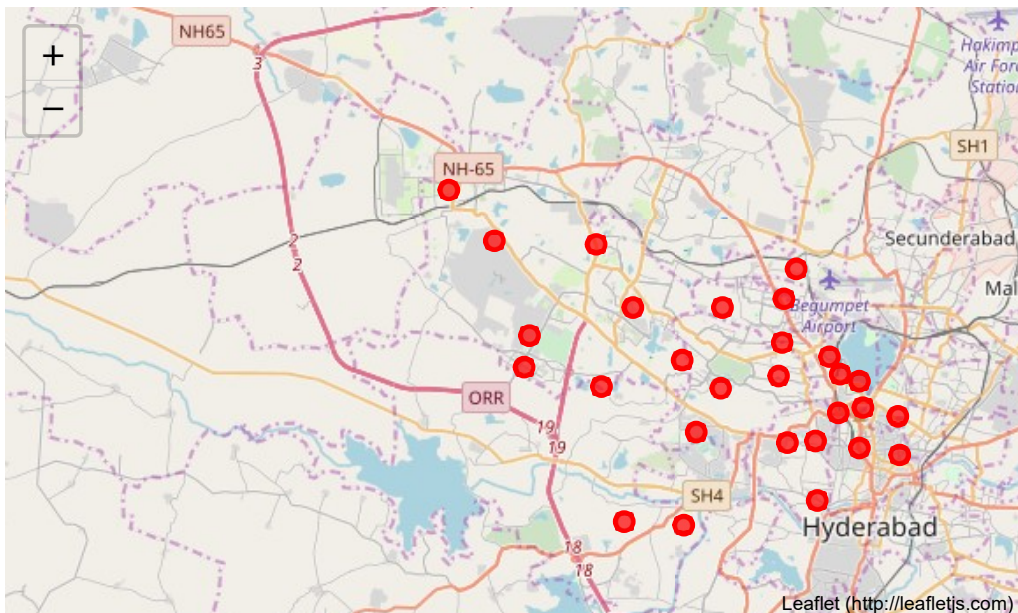 NH65
+
−
3
Hakimp
Air Forc
Station
SH1
NH-65
2
2
Secunderabad
Mal
Begumpet
Airport
ORR
19
19
SH4
Hyderabad
18
18
Leaflet (http://leafletjs.com)